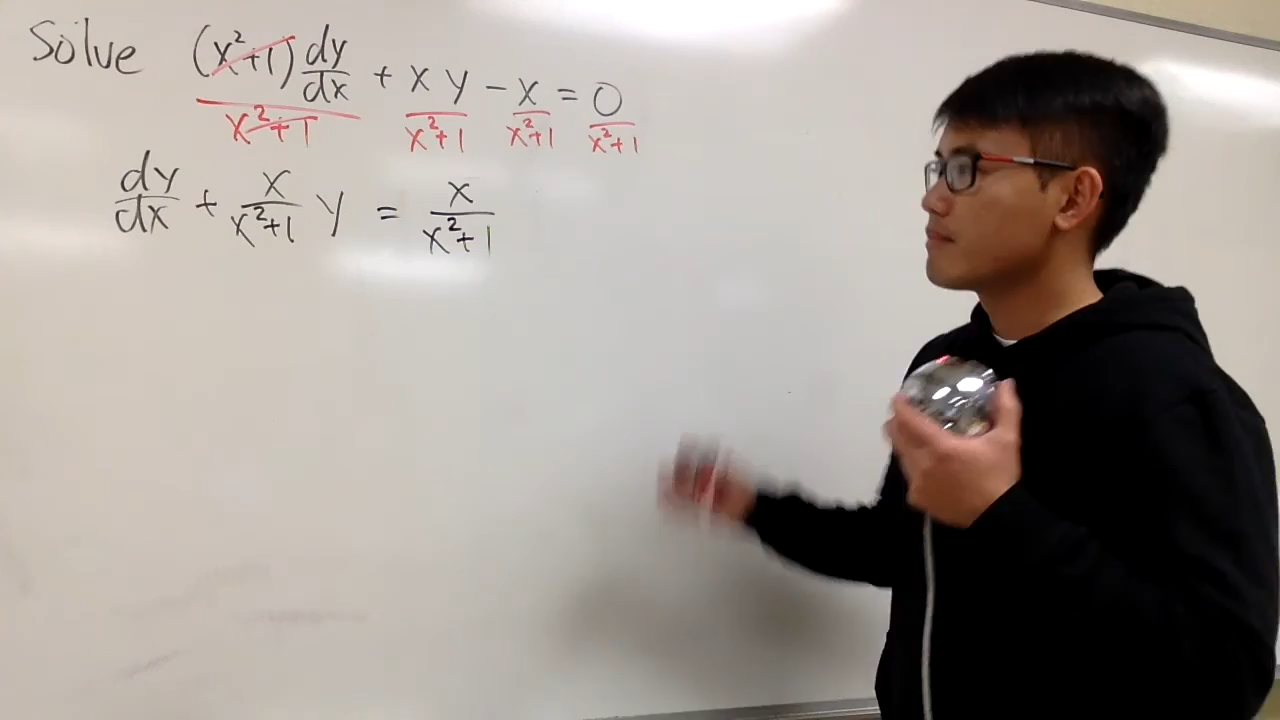 Solve (x²+1) dy/dx + x y − x = 0
x²+1 x²+1 x²+1 x²+1
dy/dx + x/(x²+1) y = x/(x²+1)